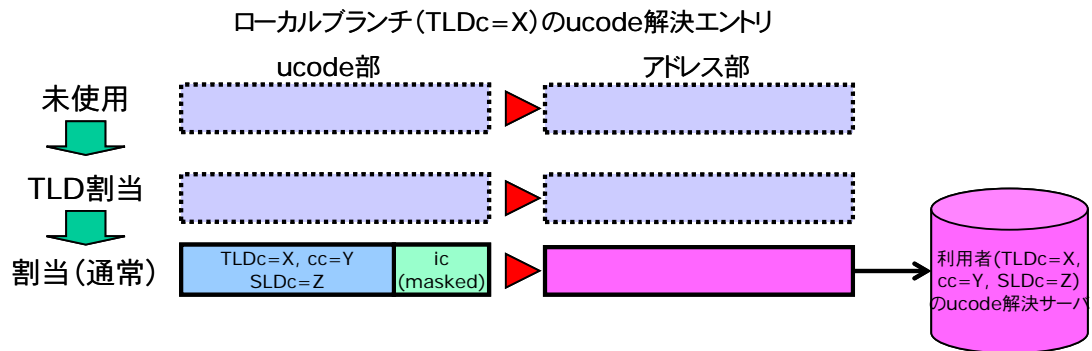 ローカルブランチ(TLDc=X)のucode解決エントリ
ucode部
アドレス部
未使用
TLD割当
割当(通常)
TLDc=X, cc=Y
SLDc=Z
ic
(masked)
利用者(TLDc=X,
cc=Y, SLDc=Z)
のucode解決サーバ